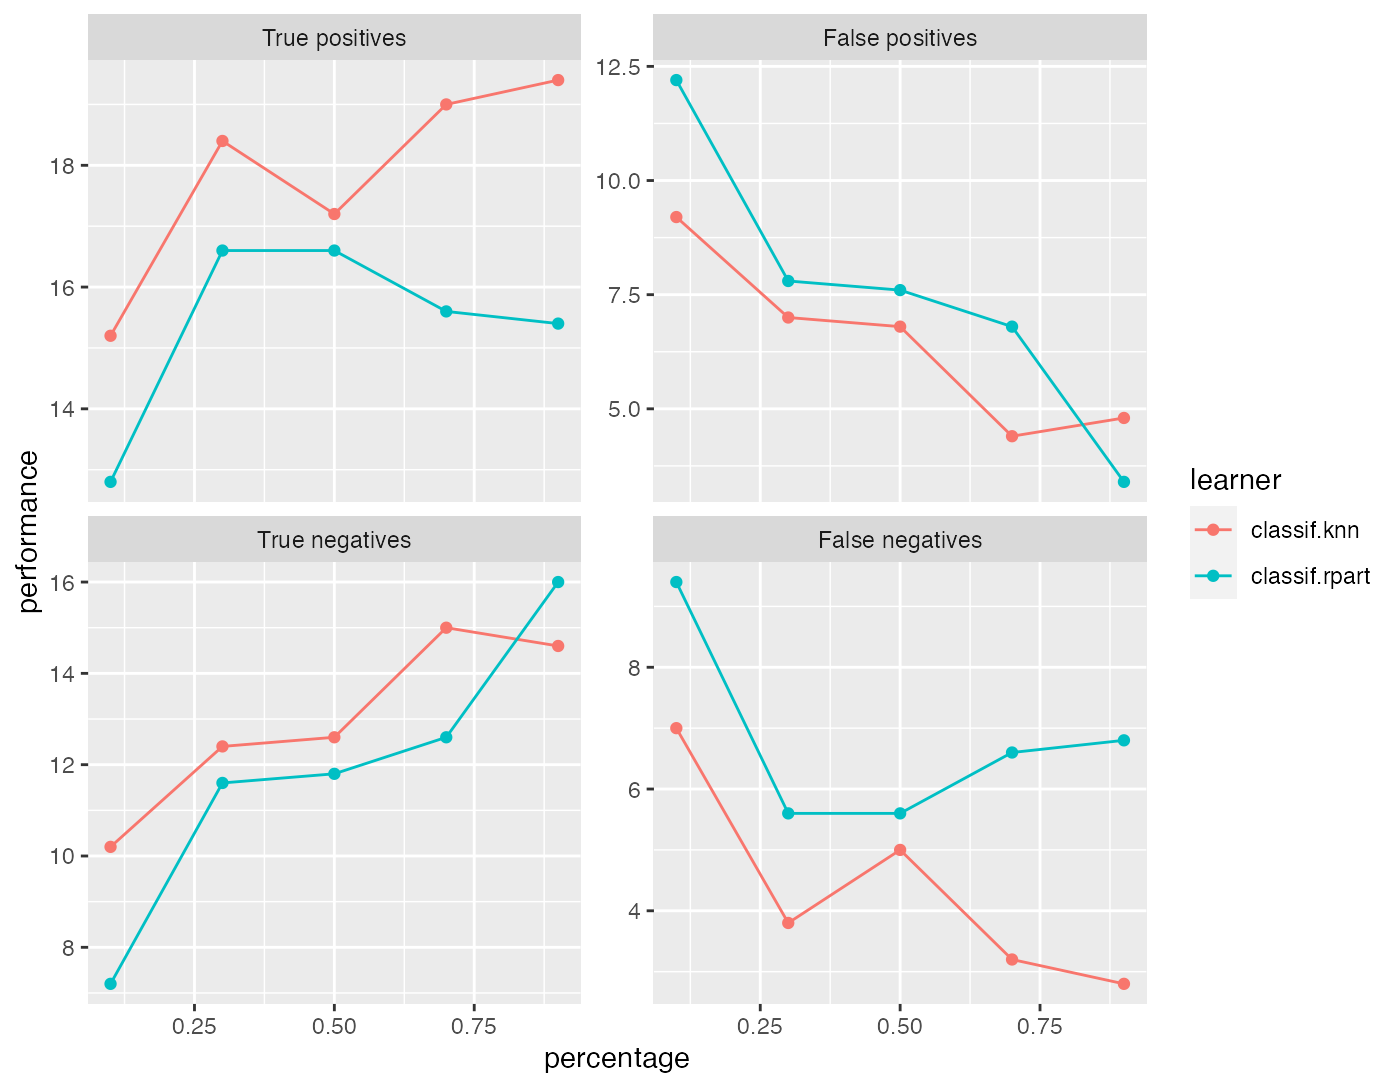 True positives
False positives
18
16
14
12.5
10.0
7.5
5.0
performance
True negatives
False negatives
16
14
12
10
8
8
6
4
0.25
0.50
0.75
0.25
0.50
0.75
percentage
learner
classif.knn
classif.rpart